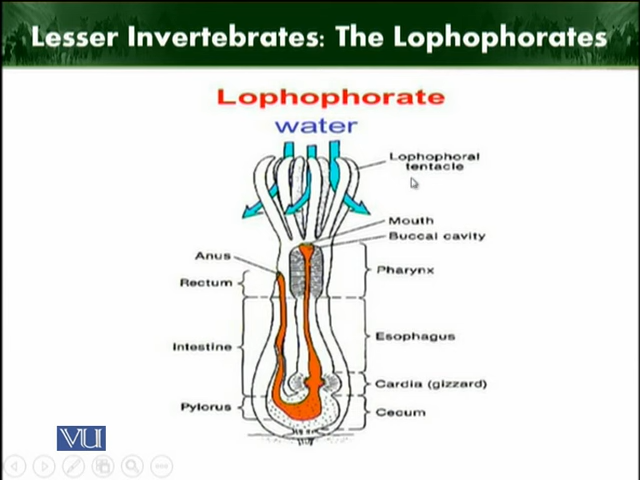 Lesser Invertebrates: The Lophophorates
Lophophorate
water
Lophophoral
tentacle
Mouth
Buccal cavity
Anus
Pharynx
Rectum
Esophagus
Intestine
Cardia (gizzard)
Pylorus
Cecum
VU